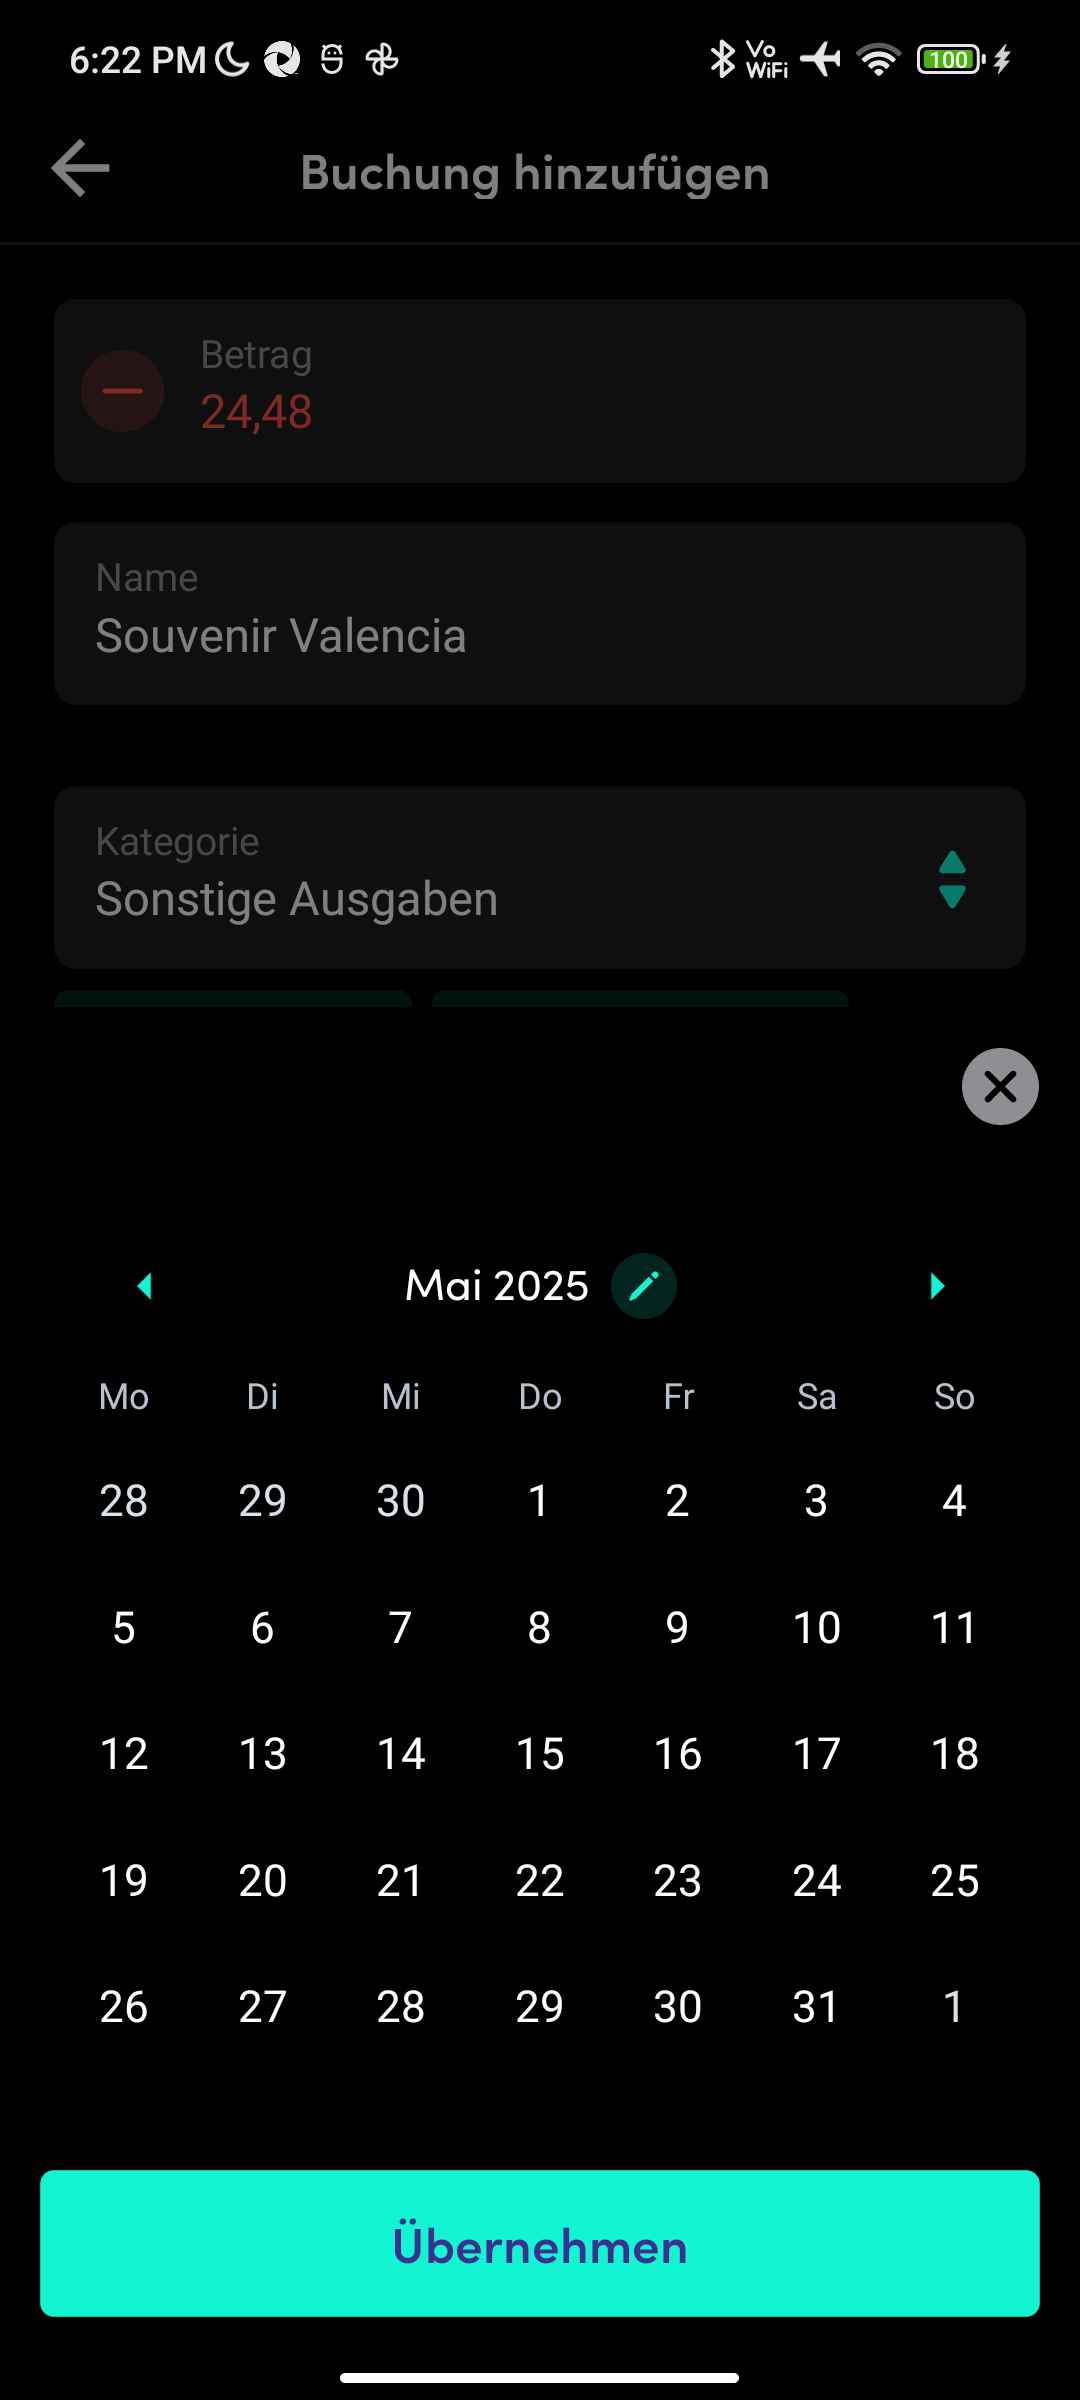 6:22 PM Vo WiFi 100
Buchung hinzufügen
Betrag
24,48
Name
Souvenir Valencia
Kategorie
Sonstige Ausgaben
Mai 2025
Mo Di Mi Do Fr Sa So
28 29 30 1 2 3 4
5 6 7 8 9 10 11
12 13 14 15 16 17 18
19 20 21 22 23 24 25
26 27 28 29 30 31 1
Übernehmen